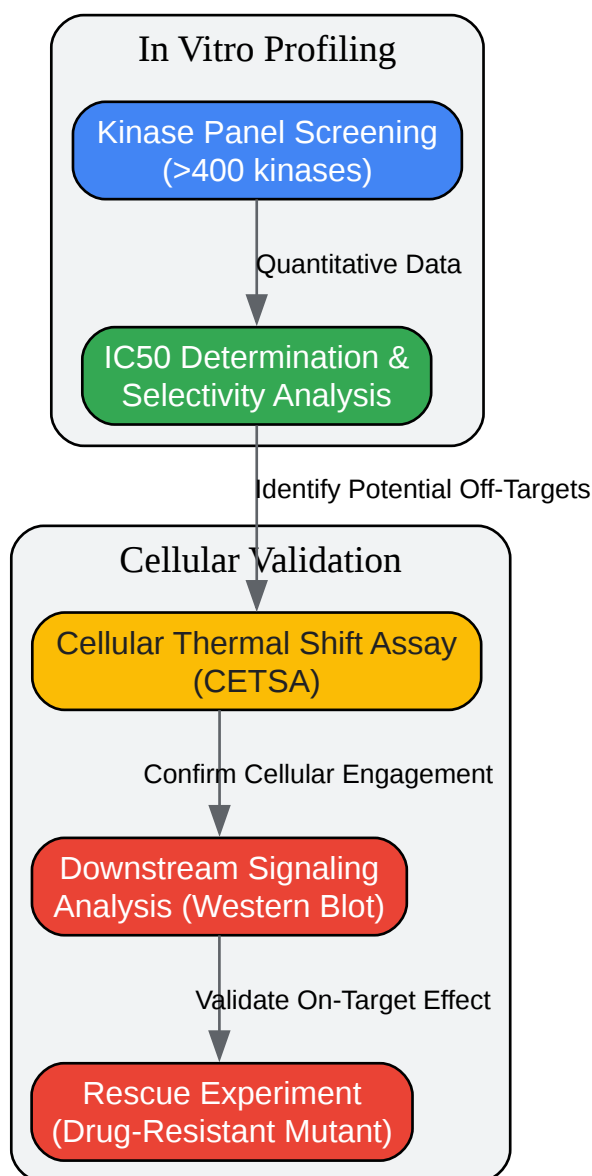 In Vitro Profiling
Kinase Panel Screening
(>400 kinases)
Quantitative Data
IC50 Determination &
Selectivity Analysis
Identify Potential Off-Targets
Cellular Validation
Cellular Thermal Shift Assay
(CETSA)
Confirm Cellular Engagement
Downstream Signaling
Analysis (Western Blot)
Validate On-Target Effect
Rescue Experiment
(Drug-Resistant Mutant)